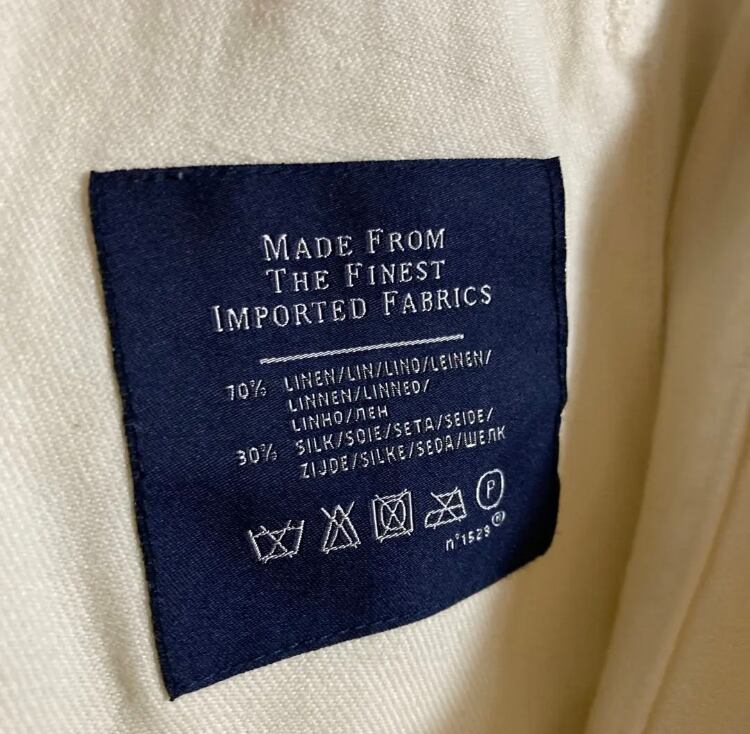 MADE FROM
THE FINEST
IMPORTED FABRICS
70% LINEN/LIN/LINO/LEINEN/
LINNEN/LINNED/
LINHO/ЛЕН
30% SILK/SOIE/SETA/SEIDE/
ZIJDE/SILKE/SEDA/ШЕЛК
P
n°1529®